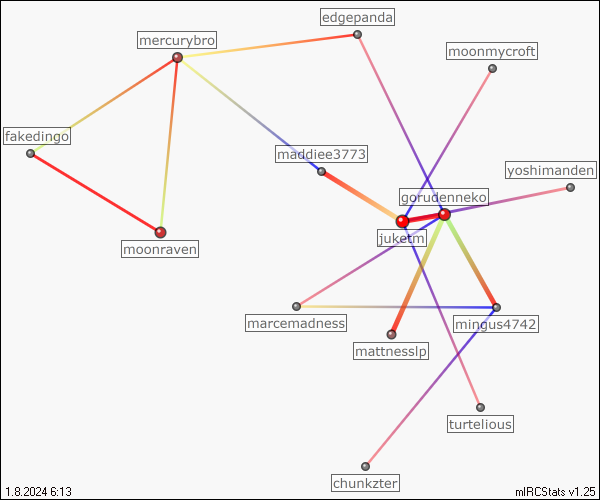 edgepanda
mercurybro
moonmycroft
fakedingo
maddiee3773
yoshimanden
gorudenneko
juketm
moonraven
marcemadness
mingus4742
mattnesslp
turtelious
chunkzter
1.8.2024 6:13
mIRCStats v1.25